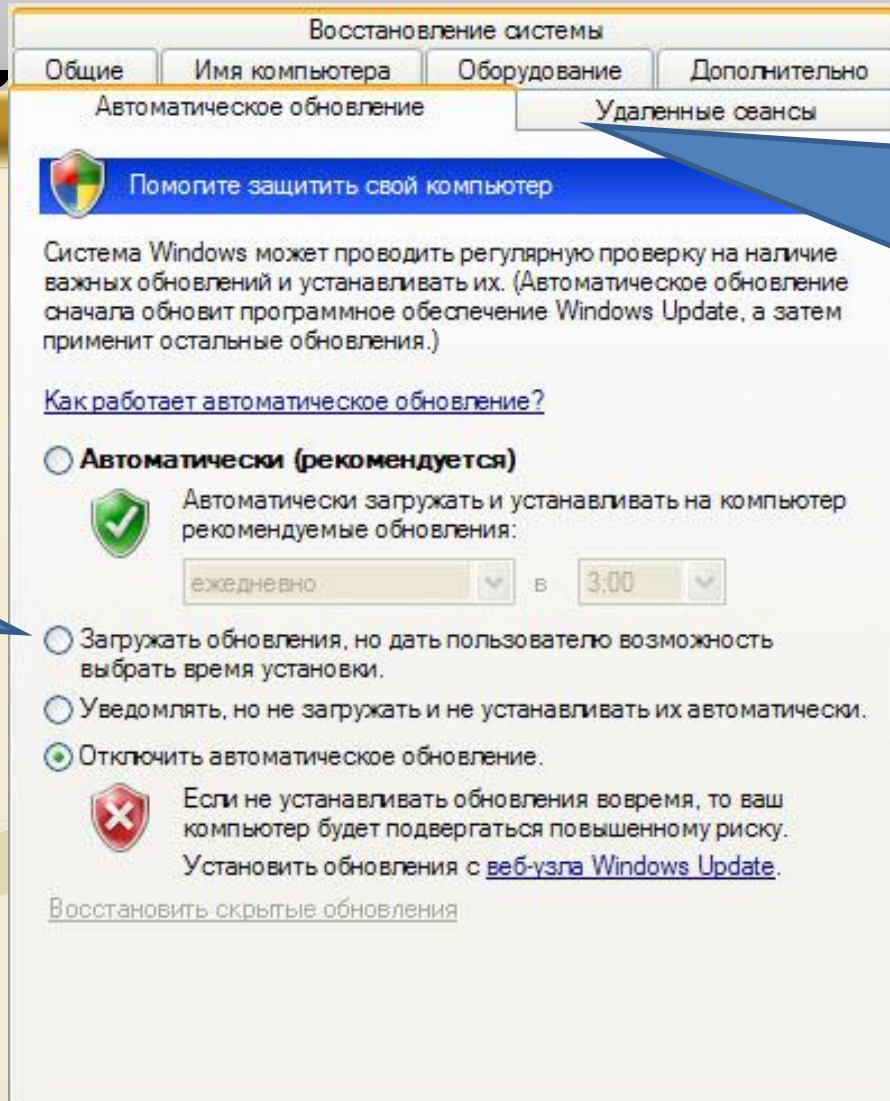 Восстановление системы
Общие Имя компьютера Оборудование Дополнительно
Автоматическое обновление Удаленные сеансы
Помогите защитить свой компьютер
Система Windows может проводить регулярную проверку на наличие
важных обновлений и устанавливать их. (Автоматическое обновление
сначала обновит программное обеспечение Windows Update, а затем
применит остальные обновления.)
Как работает автоматическое обновление?
Автоматически (рекомендуется)
Автоматически загружать и устанавливать на компьютер
рекомендуемые обновления:
ежедневно в 3:00
Загружать обновления, но дать пользователю возможность
выбрать время установки.
Уведомлять, но не загружать и не устанавливать их автоматически.
Отключить автоматическое обновление.
Если не устанавливать обновления вовремя, то ваш
компьютер будет подвергаться повышенному риску.
Установить обновления с веб-узла Windows Update.
Восстановить скрытые обновления